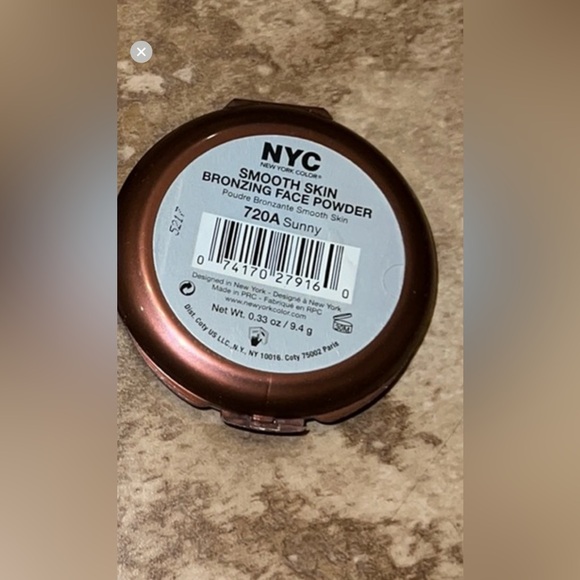 NYC
NEW YORK COLOR®
SMOOTH SKIN
BRONZING FACE POWDER
Poudre Bronzante Smooth Skin
720A Sunny
0 74170 27916 0
Designed in New York - Designé à New York
Made in PRC - Fabriqué en RPC
www.newyorkcolor.com
Net Wt. 0.33 oz / 9.4 g
Dist. Coty US LLC., N.Y., NY 10016. Coty 75002 Paris